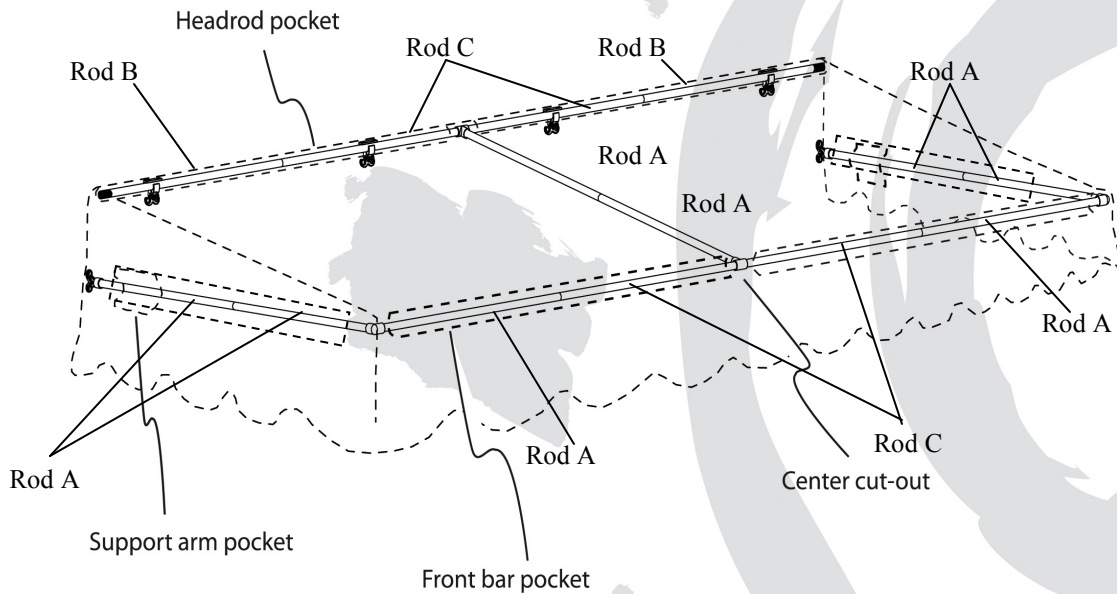 Headrod pocket
Rod C
Rod B
Rod B
Rod A
Rod A
Rod A
Rod A
Rod C
Rod A
Rod A
Center cut-out
Support arm pocket
Front bar pocket